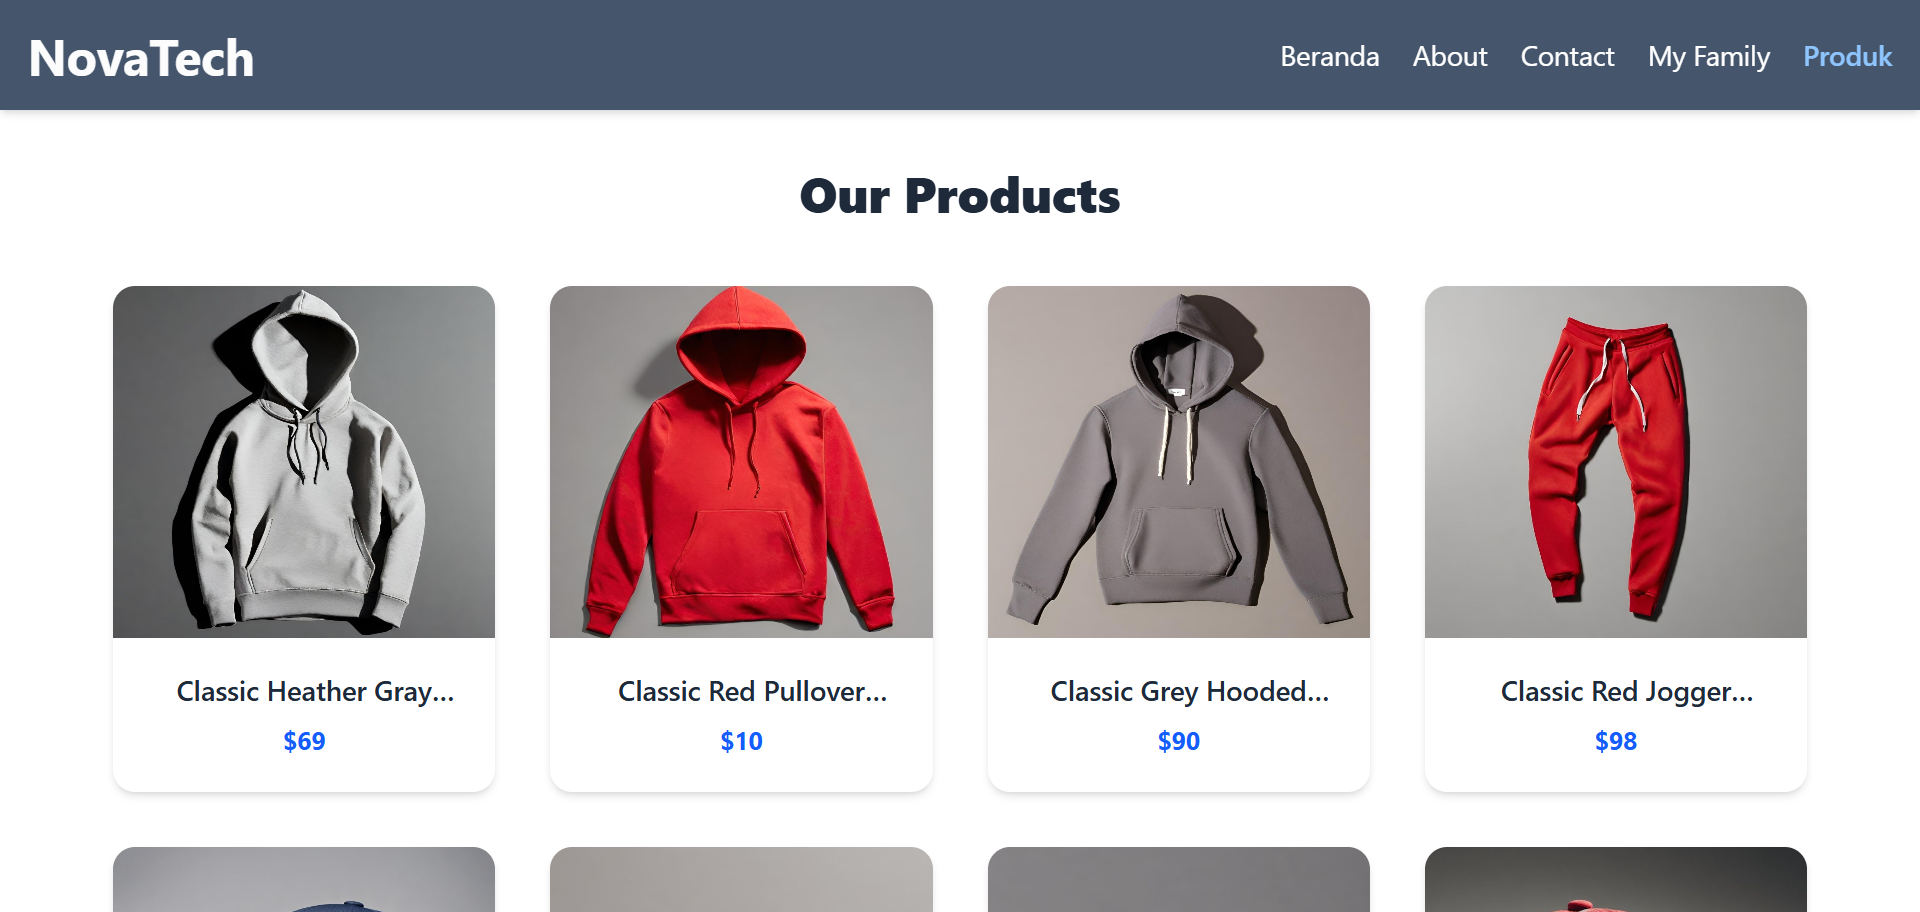 NovaTech
Beranda About Contact My Family Produk
Our Products
Classic Heather Gray...
$69
Classic Red Pullover...
$10
Classic Grey Hooded...
$90
Classic Red Jogger...
$98